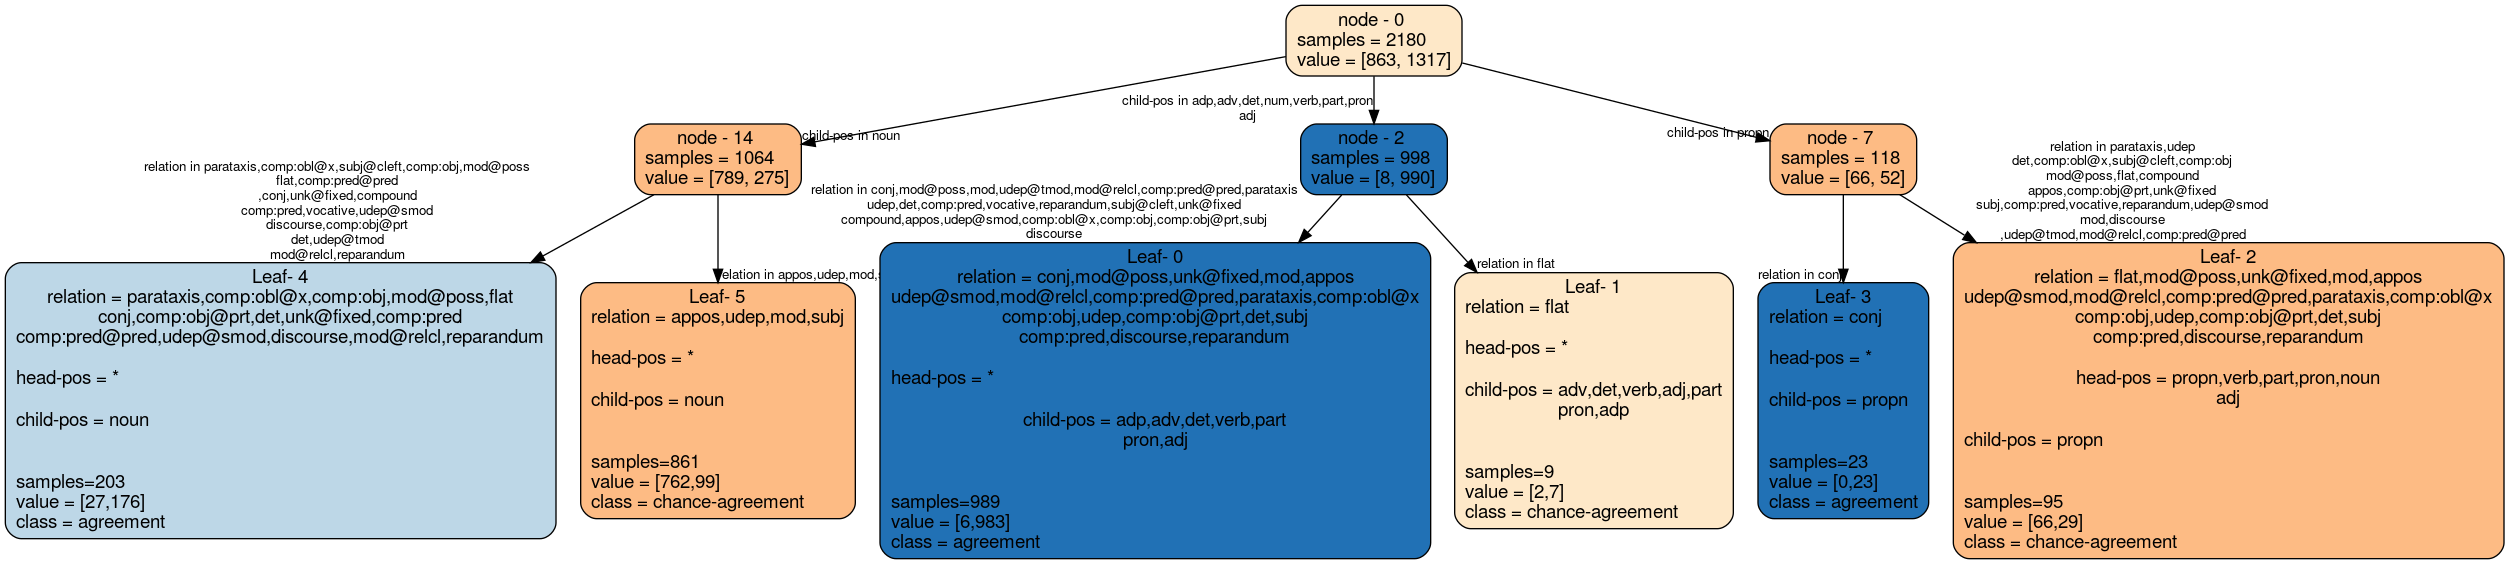 node - 0
samples = 2180
value = [863, 1317]
child-pos in noun
child-pos in adp,adv,det,num,verb,part,pron
adj
child-pos in propn
node - 14
samples = 1064
value = [789, 275]
node - 2
samples = 998
value = [8, 990]
node - 7
samples = 118
value = [66, 52]
relation in parataxis,comp:obl@x,subj@cleft,comp:obj,mod@poss
flat,comp:pred@pred
,conj,unk@fixed,compound
comp:pred,vocative,udep@smod
discourse,comp:obj@prt
det,udep@tmod
mod@relcl,reparandum
relation in appos,udep,mod,
relation in conj,mod@poss,mod,udep@tmod,mod@relcl,comp:pred@pred,parataxis
udep,det,comp:pred,vocative,reparandum,subj@cleft,unk@fixed
compound,appos,udep@smod,comp:obl@x,comp:obj,comp:obj@prt,subj
discourse
relation in flat
relation in conj
relation in parataxis,udep
det,comp:obl@x,subj@cleft,comp:obj
mod@poss,flat,compound
appos,comp:obj@prt,unk@fixed
subj,comp:pred,vocative,reparandum,udep@smod
mod,discourse
,udep@tmod,mod@relcl,comp:pred@pred
Leaf- 4
relation = parataxis,comp:obl@x,comp:obj,mod@poss,flat
conj,comp:obj@prt,det,unk@fixed,comp:pred
comp:pred@pred,udep@smod,discourse,mod@relcl,reparandum
head-pos = *
child-pos = noun
samples=203
value = [27,176]
class = agreement
Leaf- 5
relation = appos,udep,mod,subj
head-pos = *
child-pos = noun
samples=861
value = [762,99]
class = chance-agreement
Leaf- 0
relation = conj,mod@poss,unk@fixed,mod,appos
udep@smod,mod@relcl,comp:pred@pred,parataxis,comp:obl@x
comp:obj,udep,comp:obj@prt,det,subj
comp:pred,discourse,reparandum
head-pos = *
child-pos = adp,adv,det,verb,part
pron,adj
samples=989
value = [6,983]
class = agreement
Leaf- 1
relation = flat
head-pos = *
child-pos = adv,det,verb,adj,part
pron,adp
samples=9
value = [2,7]
class = chance-agreement
Leaf- 3
relation = conj
head-pos = *
child-pos = propn
samples=23
value = [0,23]
class = agreement
Leaf- 2
relation = flat,mod@poss,unk@fixed,mod,appos
udep@smod,mod@relcl,comp:pred@pred,parataxis,comp:obl@x
comp:obj,udep,comp:obj@prt,det,subj
comp:pred,discourse,reparandum
head-pos = propn,verb,part,pron,noun
adj
child-pos = propn
samples=95
value = [66,29]
class = chance-agreement